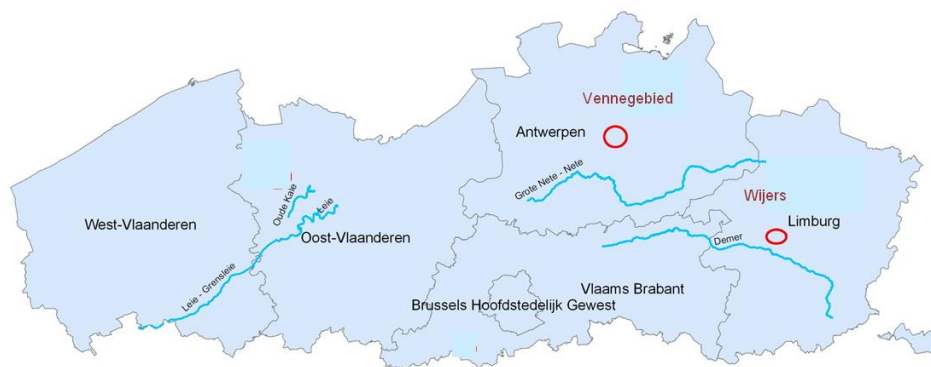 Vennegebied
Antwerpen
Grote Nete - Nete
Wijers
Oude Kale
Leie
West-Vlaanderen
Oost-Vlaanderen
Limburg
Demer
Leie - Grensleie
Vlaams Brabant
Brussels Hoofdstedelijk Gewest